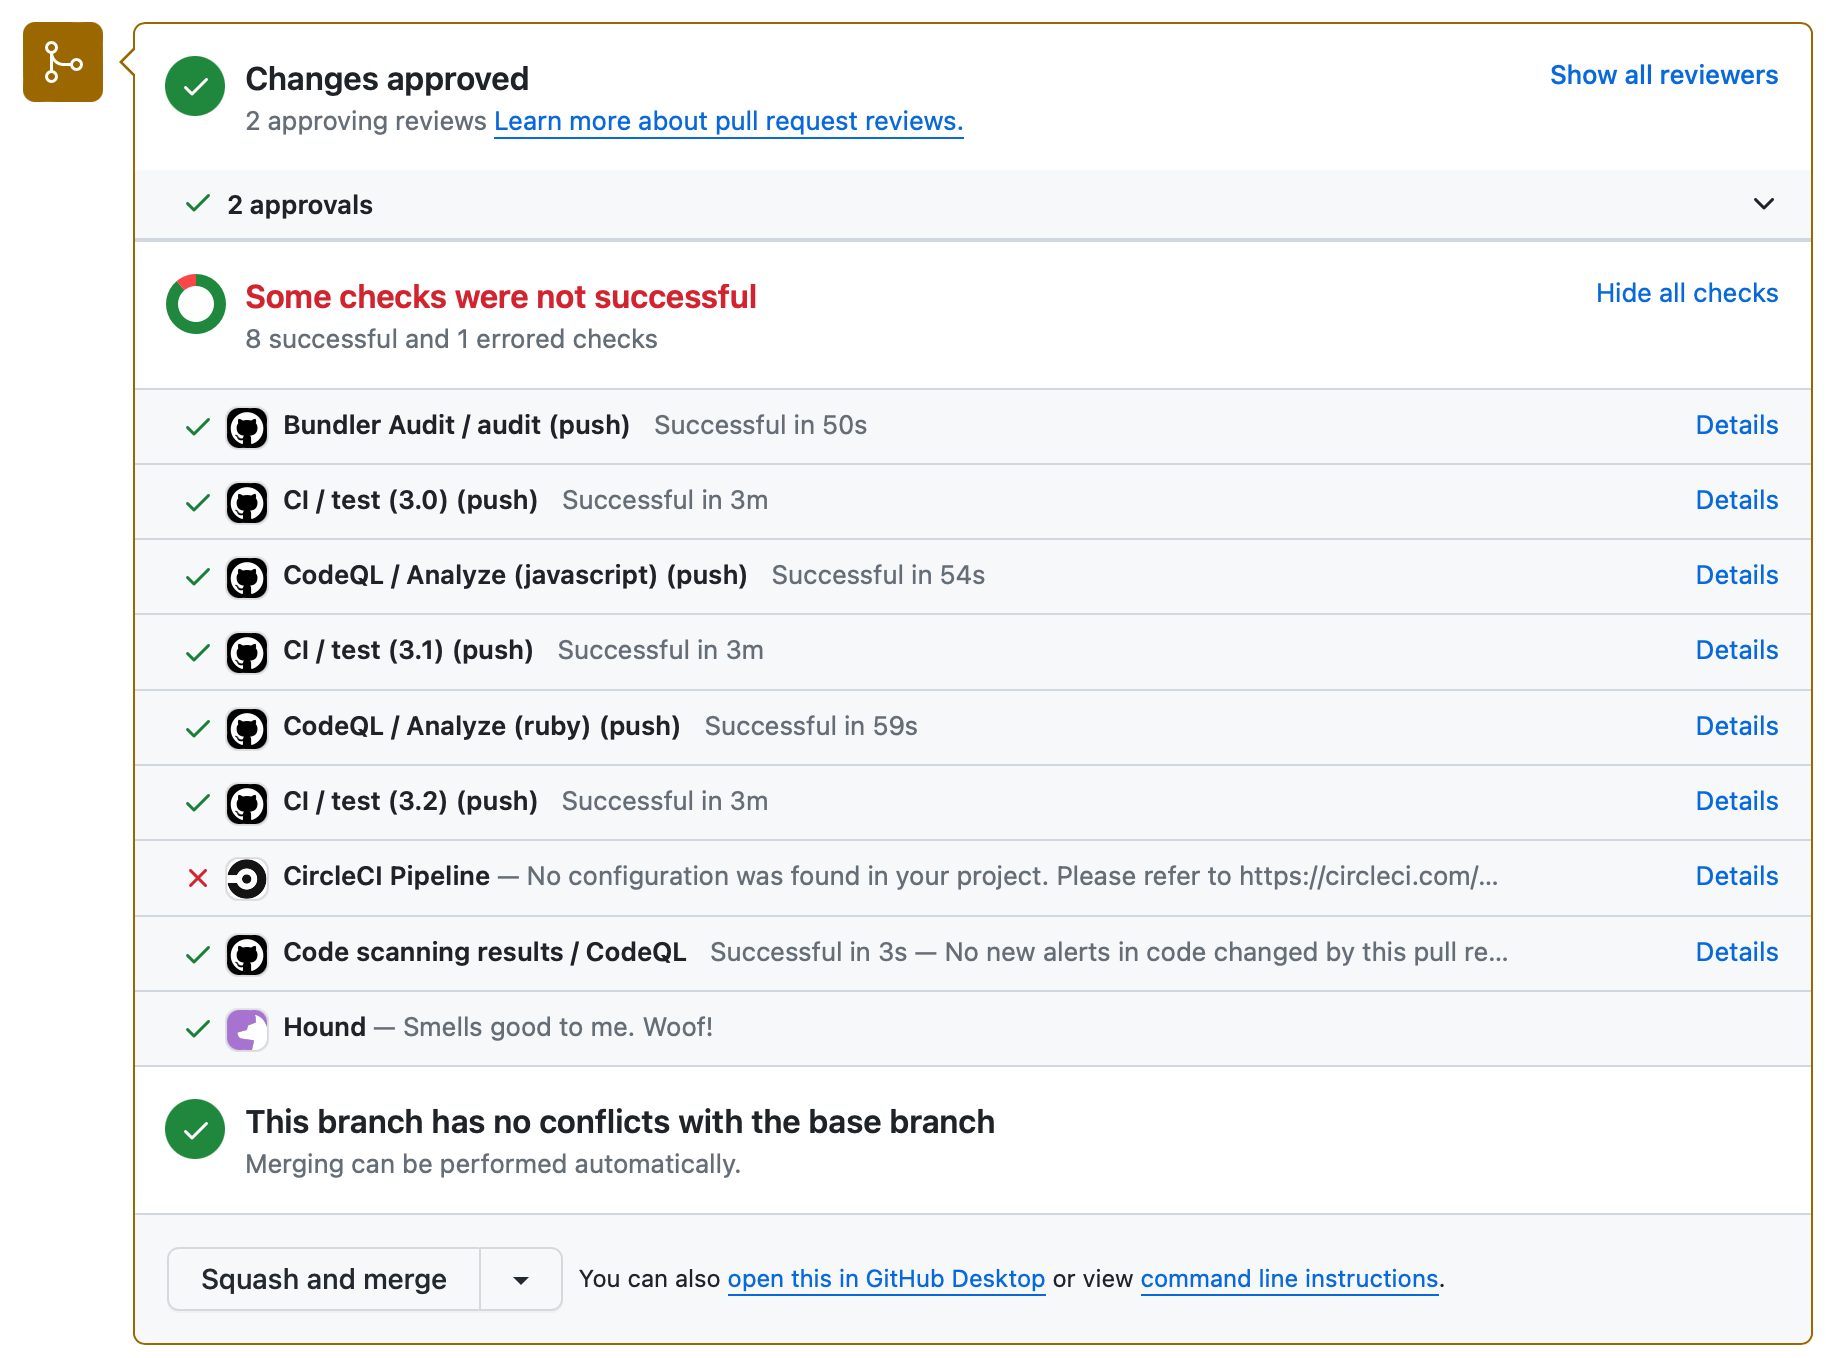 Changes approved
Show all reviewers
2 approving reviews Learn more about pull request reviews.
2 approvals
Some checks were not successful
Hide all checks
8 successful and 1 errored checks
Bundler Audit / audit (push) Successful in 50s Details
CI / test (3.0) (push) Successful in 3m Details
CodeQL / Analyze (javascript) (push) Successful in 54s Details
CI / test (3.1) (push) Successful in 3m Details
CodeQL / Analyze (ruby) (push) Successful in 59s Details
CI / test (3.2) (push) Successful in 3m Details
CircleCI Pipeline — No configuration was found in your project. Please refer to https://circleci.com/... Details
Code scanning results / CodeQL Successful in 3s — No new alerts in code changed by this pull re... Details
Hound — Smells good to me. Woof!
This branch has no conflicts with the base branch
Merging can be performed automatically.
Squash and merge You can also open this in GitHub Desktop or view command line instructions.